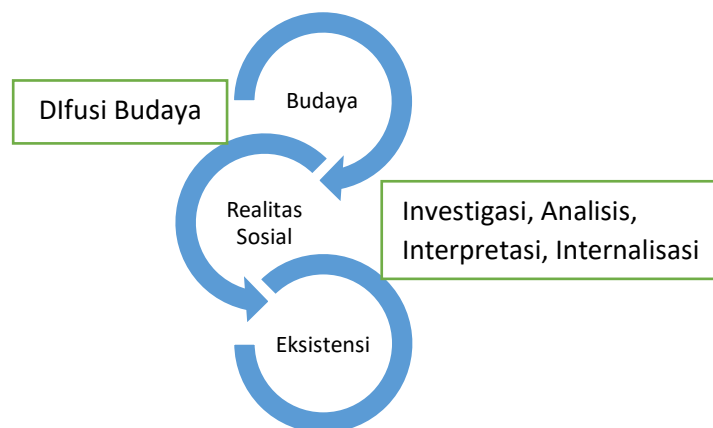 Budaya
DIfusi Budaya
Realitas
Sosial
Investigasi, Analisis,
Interpretasi, Internalisasi
Eksistensi